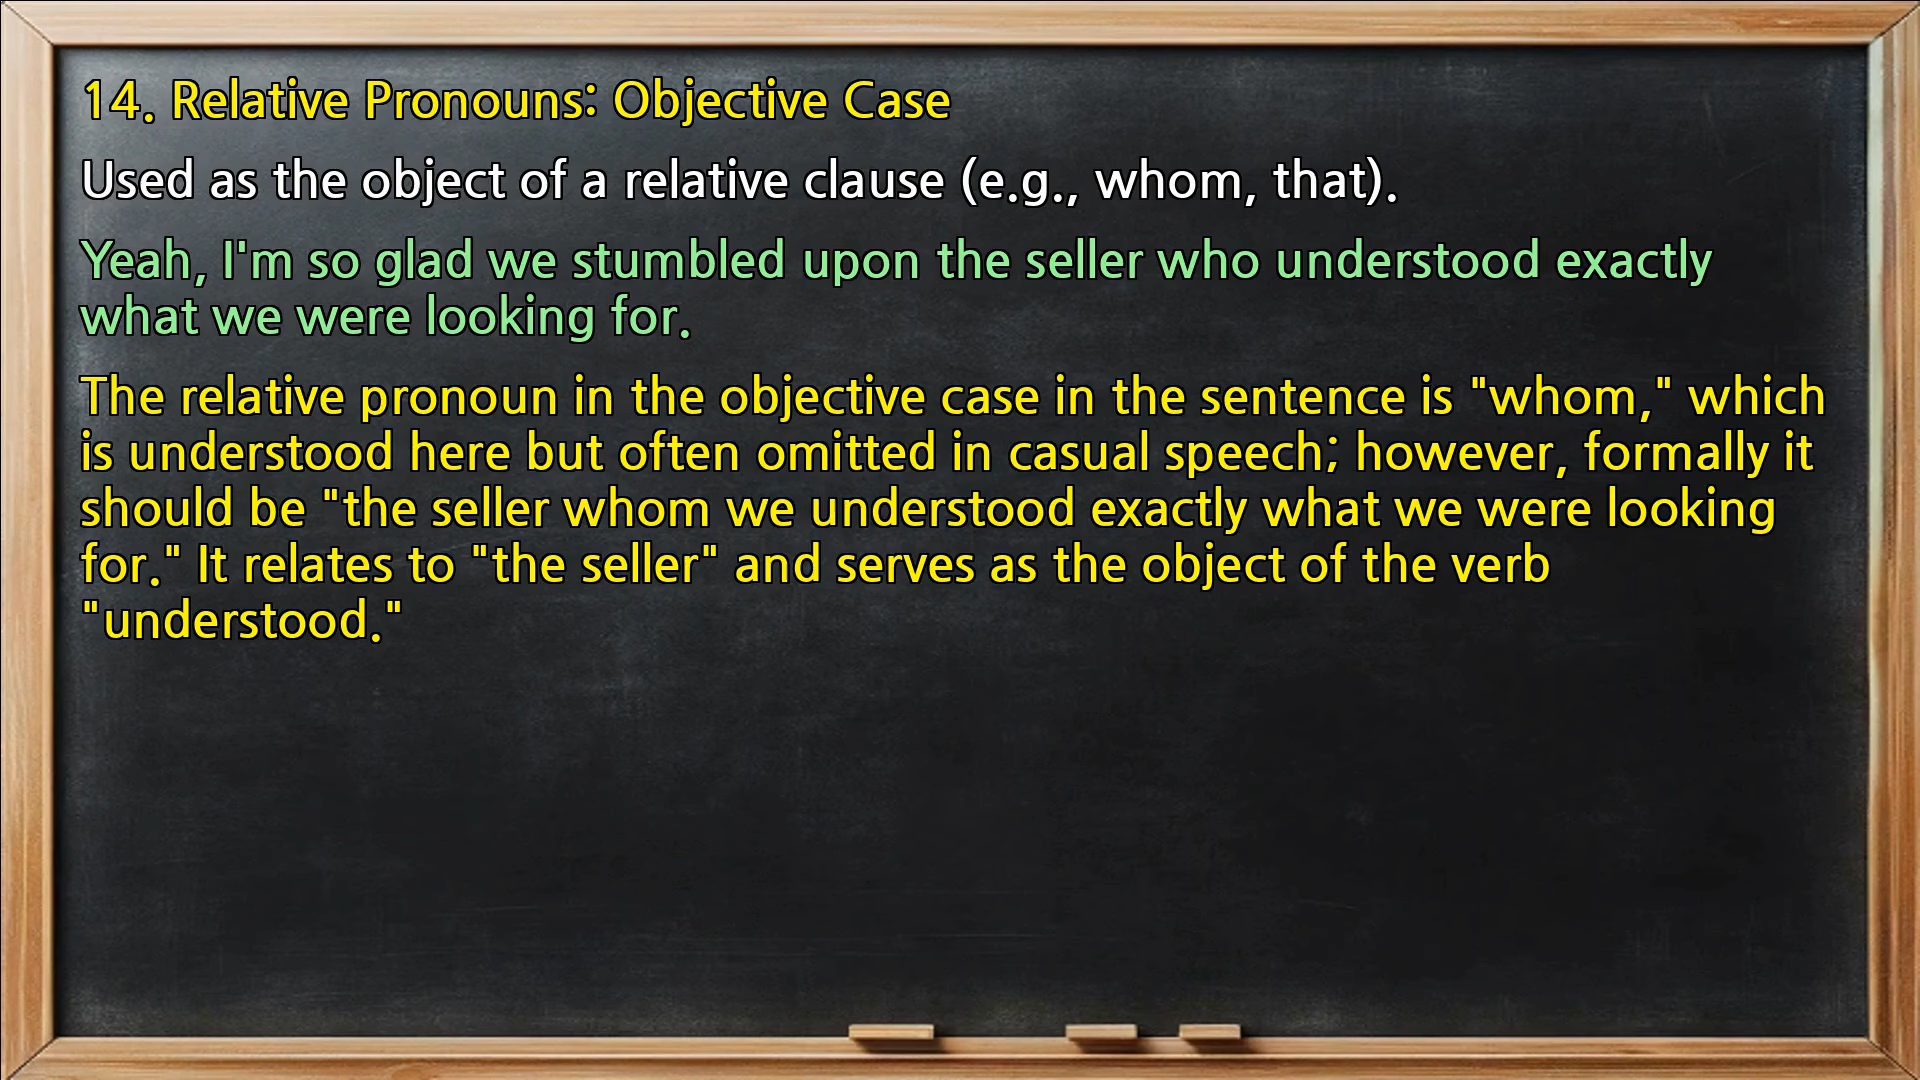 14. Relative Pronouns: Objective Case
Used as the object of a relative clause (e.g., whom, that).
Yeah, I'm so glad we stumbled upon the seller who understood exactly
what we were looking for.
The relative pronoun in the objective case in the sentence is "whom," which
is understood here but often omitted in casual speech; however, formally it
should be "the seller whom we understood exactly what we were looking
for." It relates to "the seller" and serves as the object of the verb
"understood."